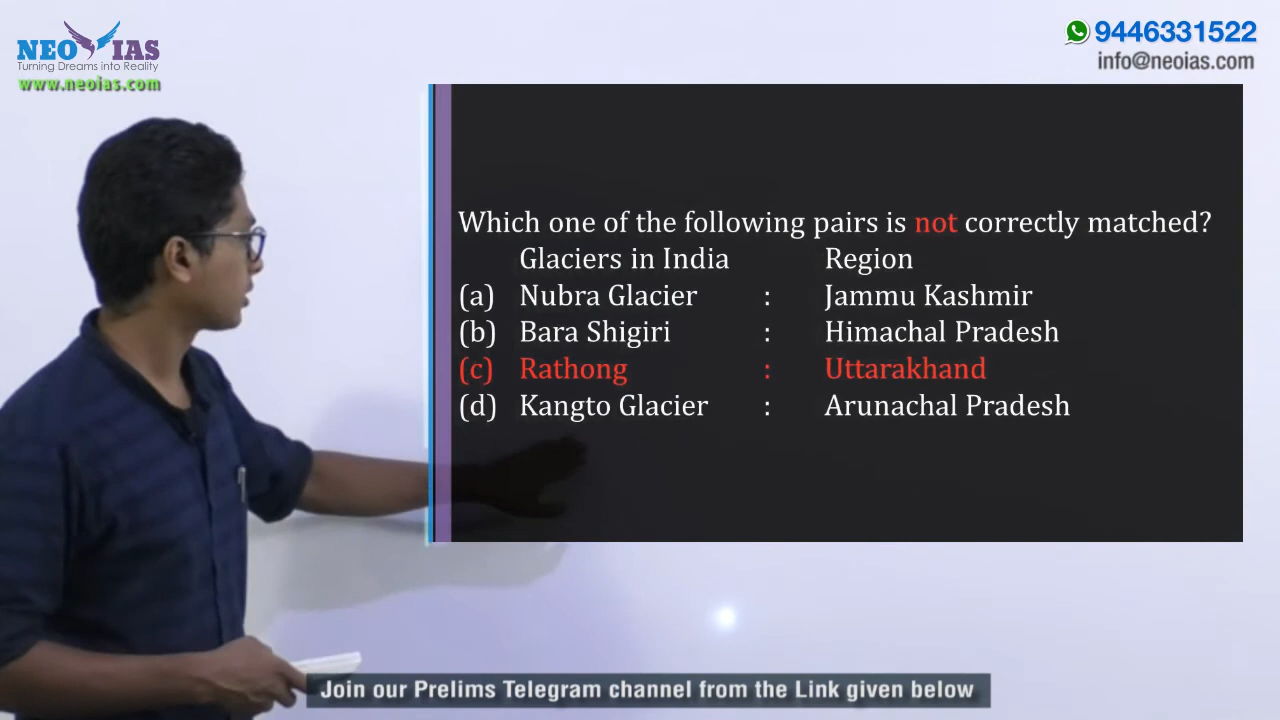 NEO IAS
Turning Dreams into Reality
www.neoias.com
9446331522
info@neoias.com
Which one of the following pairs is not correctly matched?
Glaciers in India Region
(a) Nubra Glacier : Jammu Kashmir
(b) Bara Shigiri : Himachal Pradesh
(c) Rathong : Uttarakhand
(d) Kangto Glacier : Arunachal Pradesh
Join our Prelims Telegram channel from the Link given below